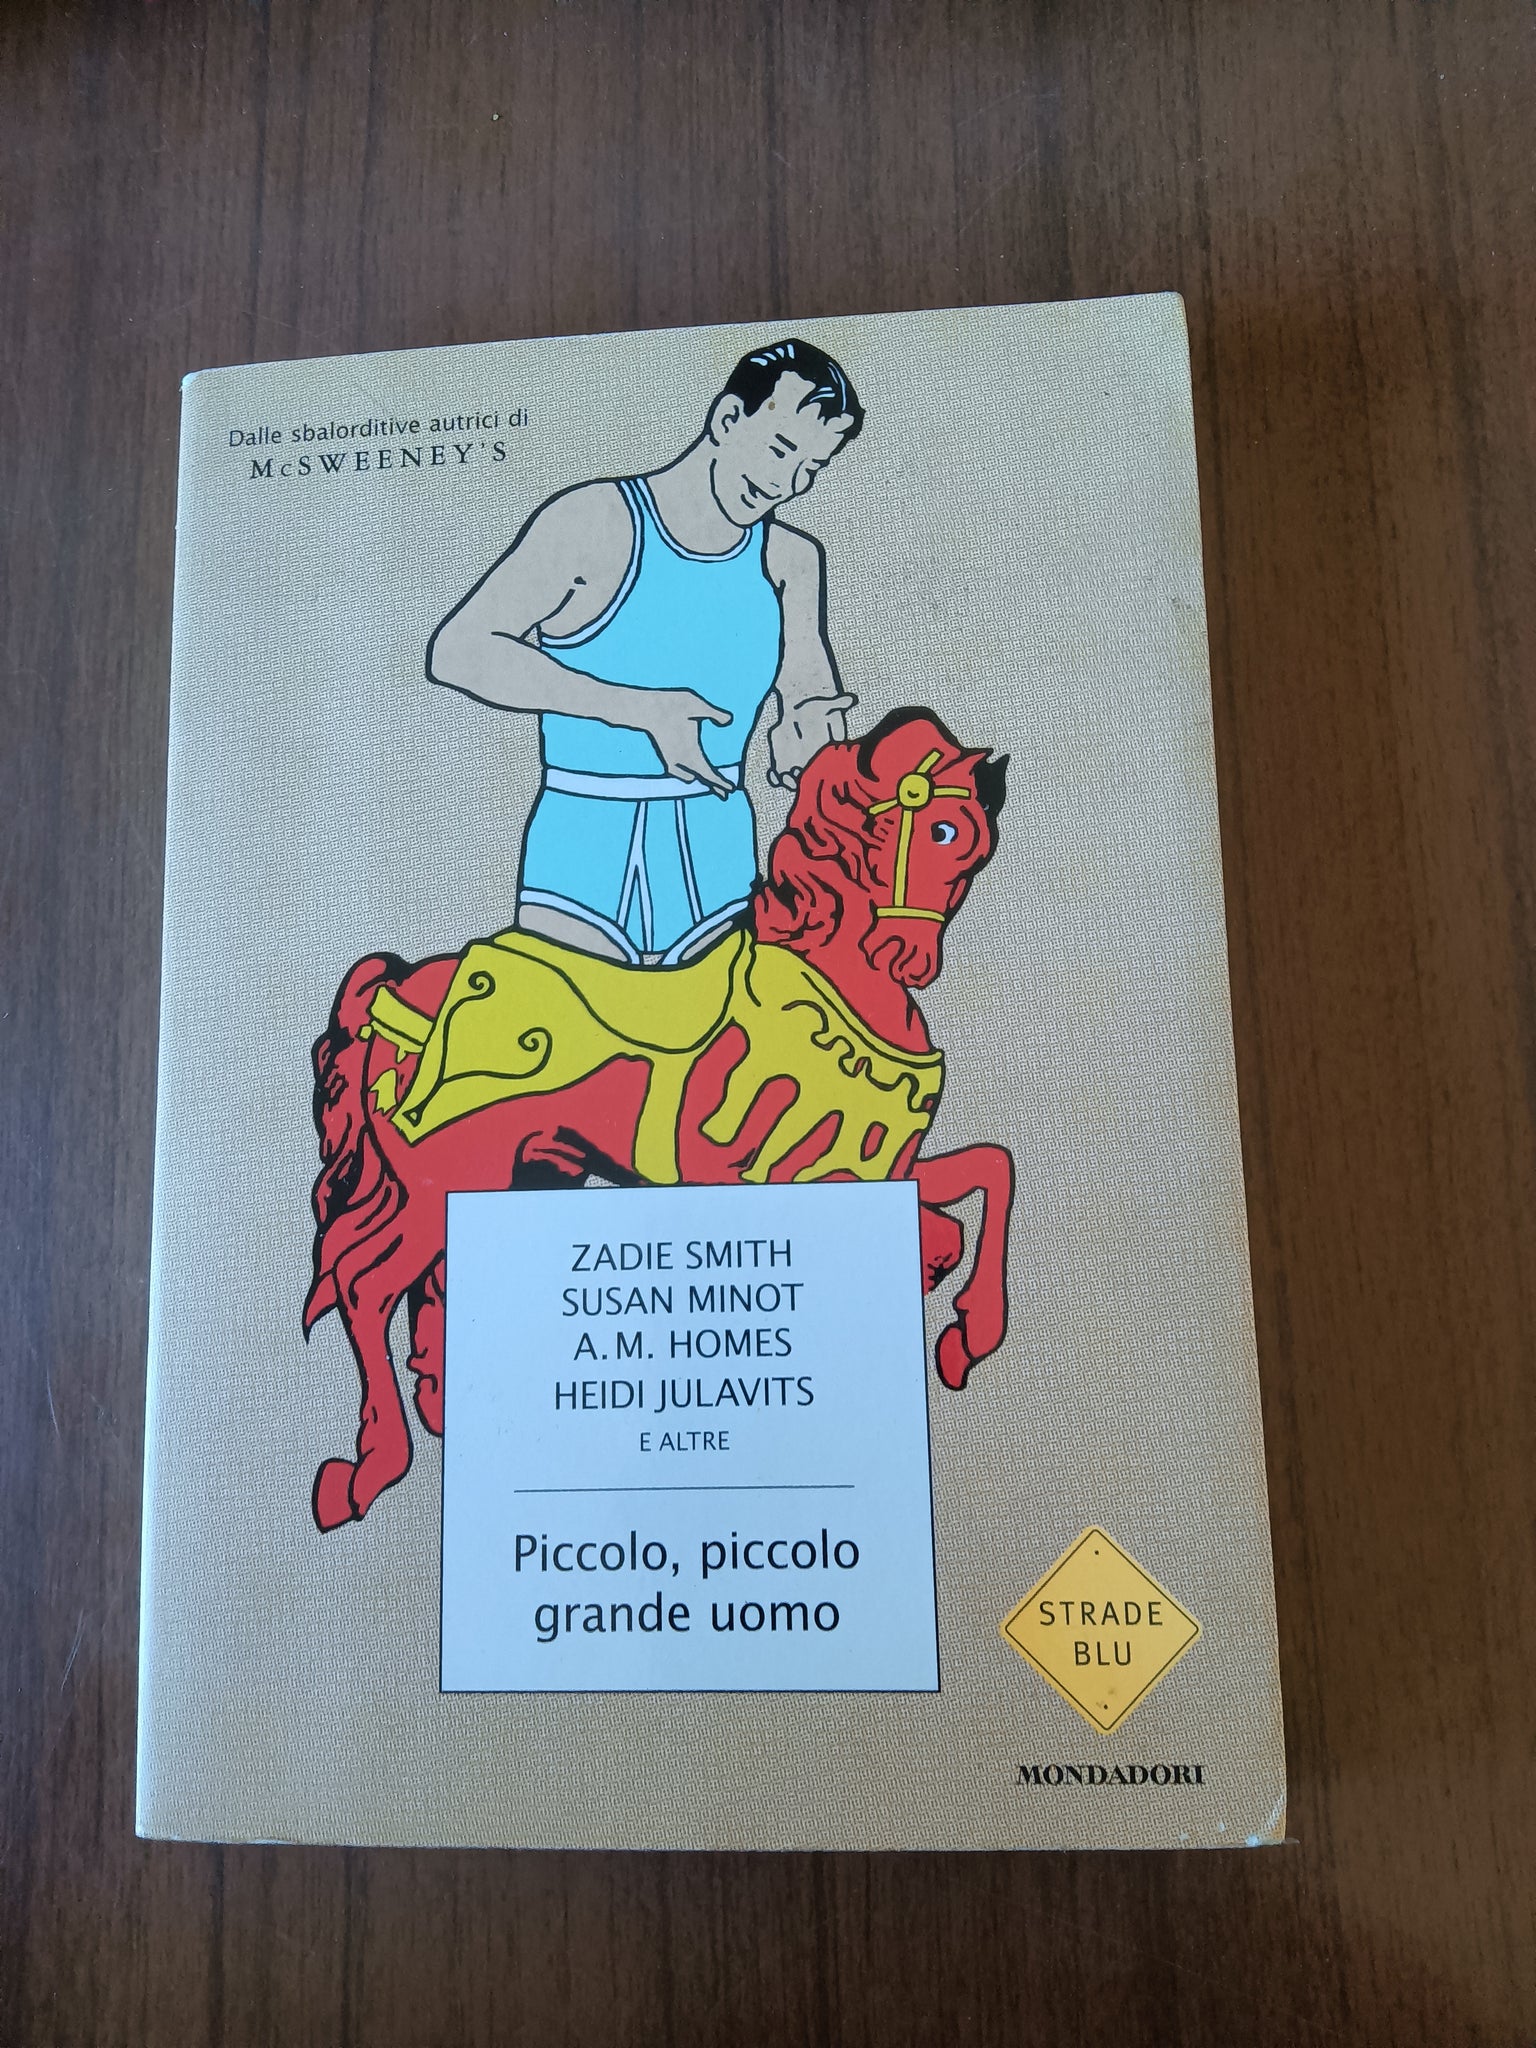 Dalle sbalorditive autrici di
McSWEENEY'S
ZADIE SMITH
SUSAN MINOT
A.M. HOMES
HEIDI JULAVITS
E ALTRE
Piccolo, piccolo
grande uomo
STRADE
BLU
MONDADORI